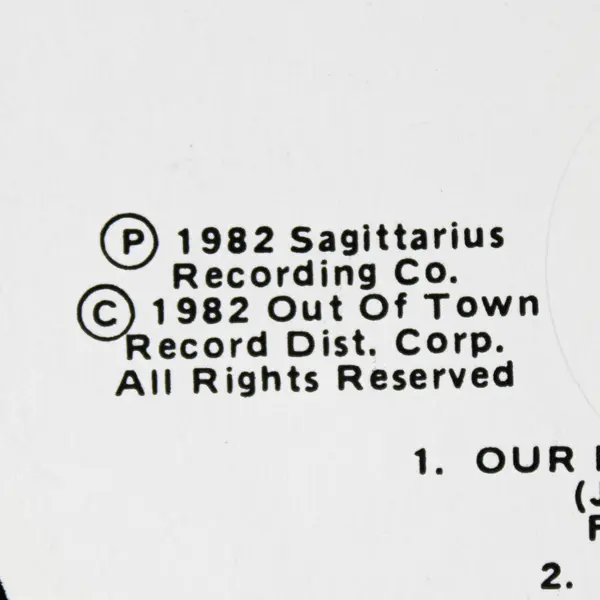 Ⓟ 1982 Sagittarius
Recording Co.
© 1982 Out Of Town
Record Dist. Corp.
All Rights Reserved
1. OUR
(J
F
2.